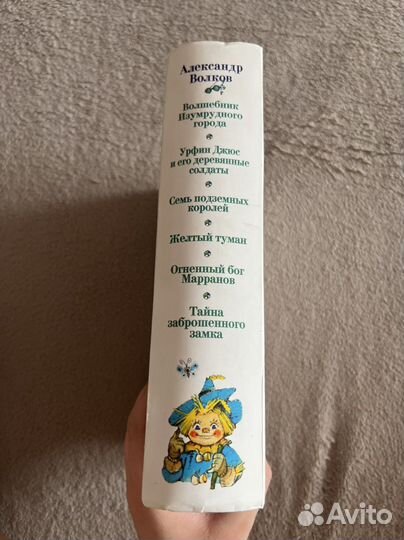 Александр
Волков
Волшебник
Изумрудного
города
Урфин Джюс
и его деревянные
солдаты
Семь подземных
королей
Желтый туман
Огненный бог
Марранов
Тайна
заброшенного
замка
Avito